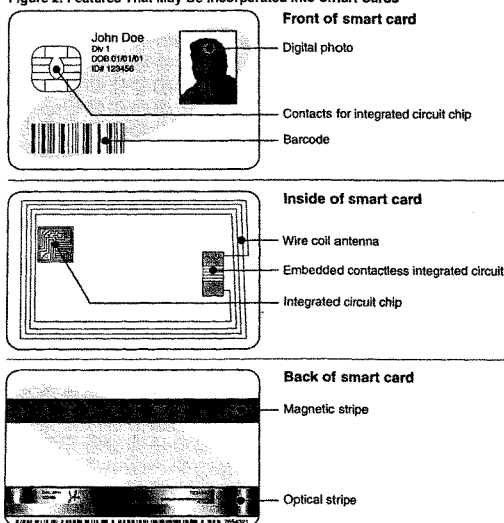 Figure 2: Features That May Be Incorporated Into Smart Cards
Front of smart card
John Doe
Div 1
DOB 01/01/01
ID# 123456
Digital photo
Contacts for integrated circuit chip
Barcode
Inside of smart card
Wire coil antenna
Embedded contactless integrated circuit
Integrated circuit chip
Back of smart card
Magnetic stripe
Optical stripe